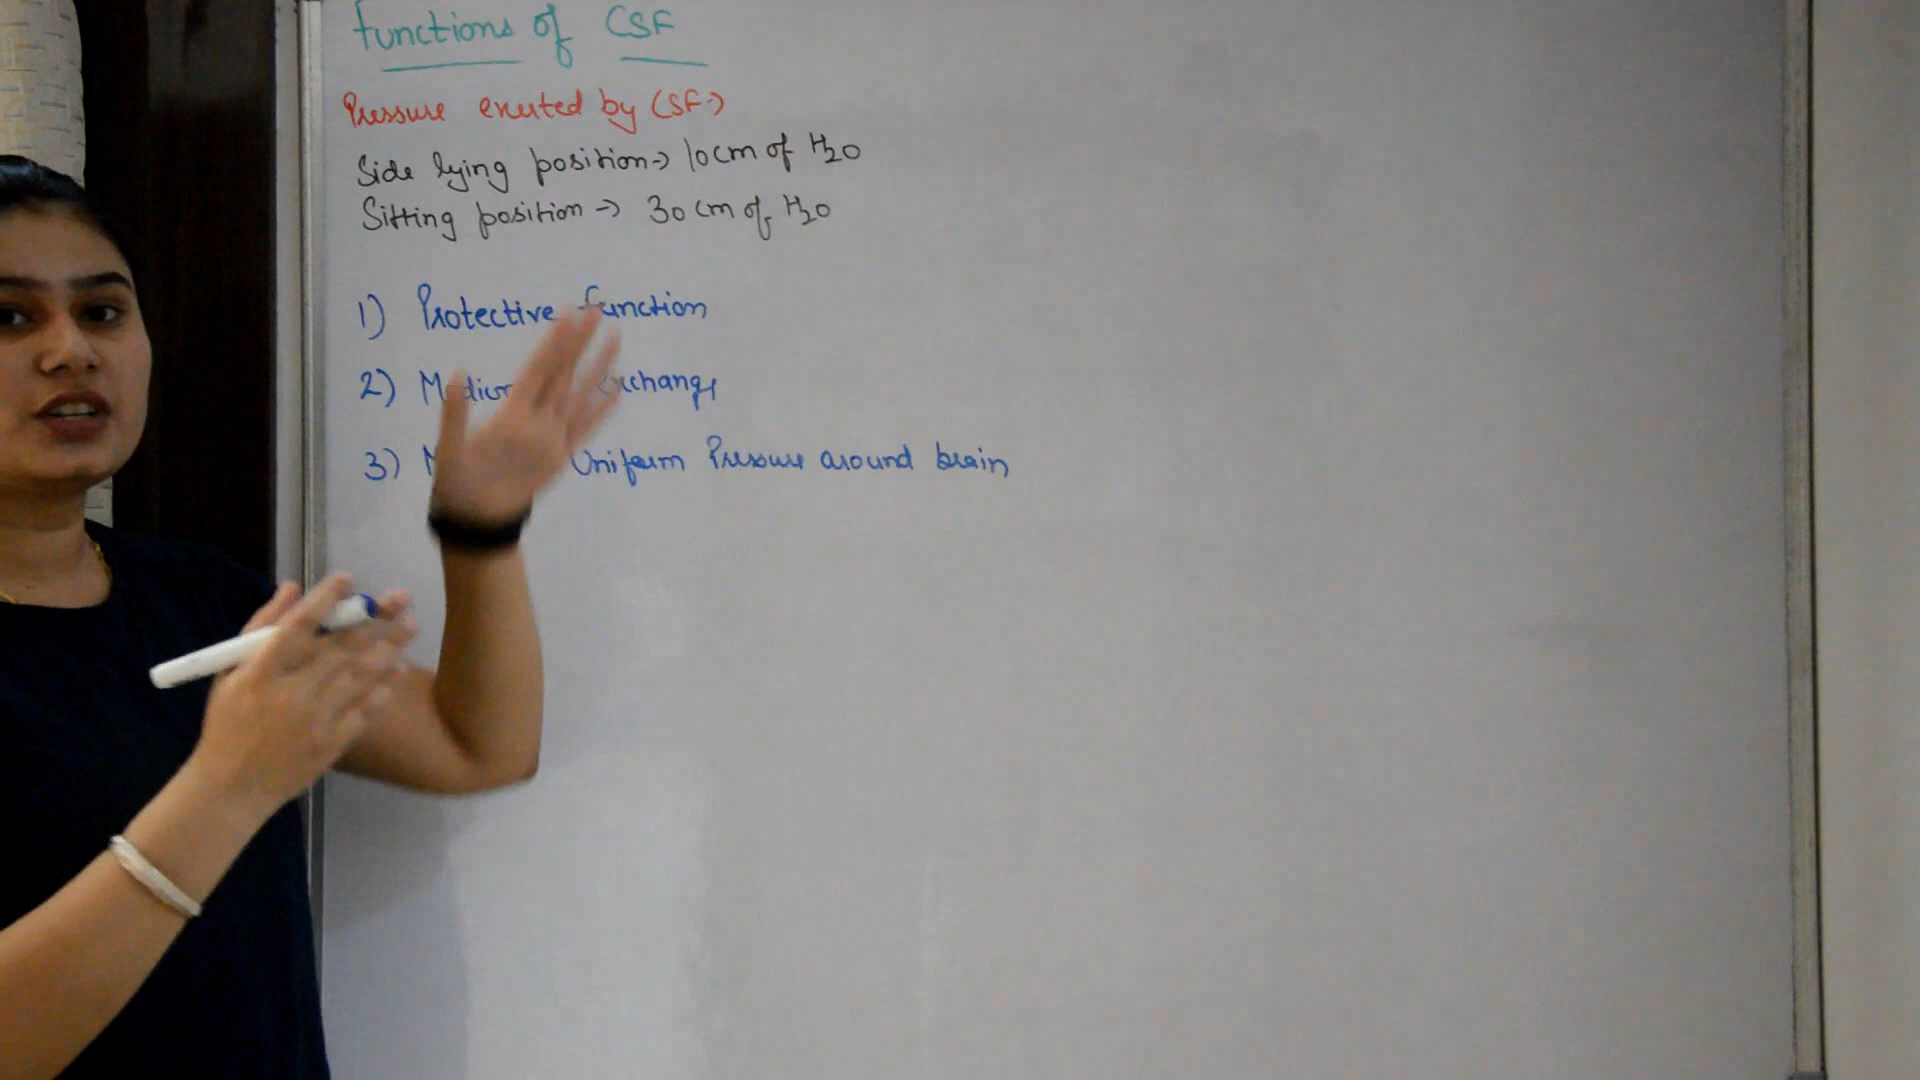 Functions of CSF
Pressure exerted by CSF→
Side lying position→ 10cm of H2O
Sitting position → 30 cm of H2O
1) Protective function
2) exchange
3) Uniform Pressure around brain